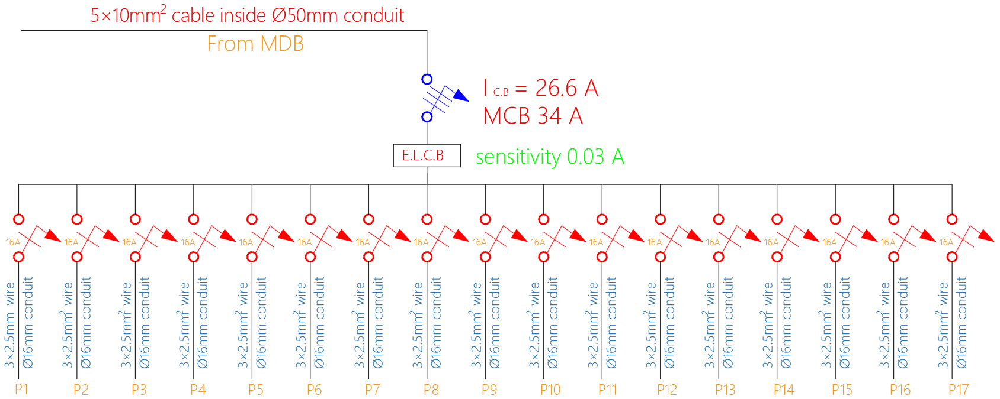 5×10mm² cable inside Ø50mm conduit
From MDB
I C.B = 26.6 A
MCB 34 A
E.L.C.B
sensitivity 0.03 A
16A 16A 16A 16A 16A 16A 16A 16A 16A 16A 16A 16A 16A 16A 16A 16A 16A
3×2.5mm wire
Ø16mm conduit
3×2.5mm² wire
Ø16mm conduit
3×2.5mm² wire
Ø16mm conduit
3×2.5mm² wire
Ø16mm conduit
3×2.5mm² wire
Ø16mm conduit
3×2.5mm² wire
Ø16mm conduit
3×2.5mm² wire
Ø16mm conduit
3×2.5mm² wire
Ø16mm conduit
3×2.5mm² wire
Ø16mm conduit
3×2.5mm² wire
Ø16mm conduit
3×2.5mm² wire
Ø16mm conduit
3×2.5mm² wire
Ø16mm conduit
3×2.5mm² wire
Ø16mm conduit
3×2.5mm² wire
Ø16mm conduit
3×2.5mm² wire
Ø16mm conduit
3×2.5mm² wire
Ø16mm conduit
3×2.5mm² wire
Ø16mm conduit
P1 P2 P3 P4 P5 P6 P7 P8 P9 P10 P11 P12 P13 P14 P15 P16 P17